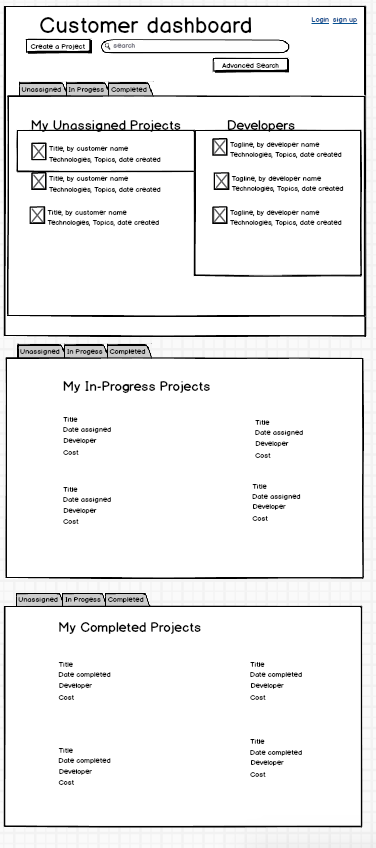 Customer dashboard
Login sign up
Create a Project
search
Advanced Search
Unassigned In Progess Completed
My Unassigned Projects
Title, by customer name
Technologies, Topics, date created
Title, by customer name
Technologies, Topics, date created
Title, by customer name
Technologies, Topics, date created
Developers
Tagline, by developer name
Technologies, Topics, date created
Tagline, by developer name
Technologies, Topics, date created
Tagline, by developer name
Technologies, Topics, date created
Unassigned In Progess Completed
My In-Progress Projects
Title
Date assigned
Developer
Cost
Title
Date assigned
Developer
Cost
Title
Date assigned
Developer
Cost
Title
Date assigned
Developer
Cost
Unassigned In Progess Completed
My Completed Projects
Title
Date completed
Developer
Cost
Title
Date completed
Developer
Cost
Title
Date completed
Developer
Cost
Title
Date completed
Developer
Cost